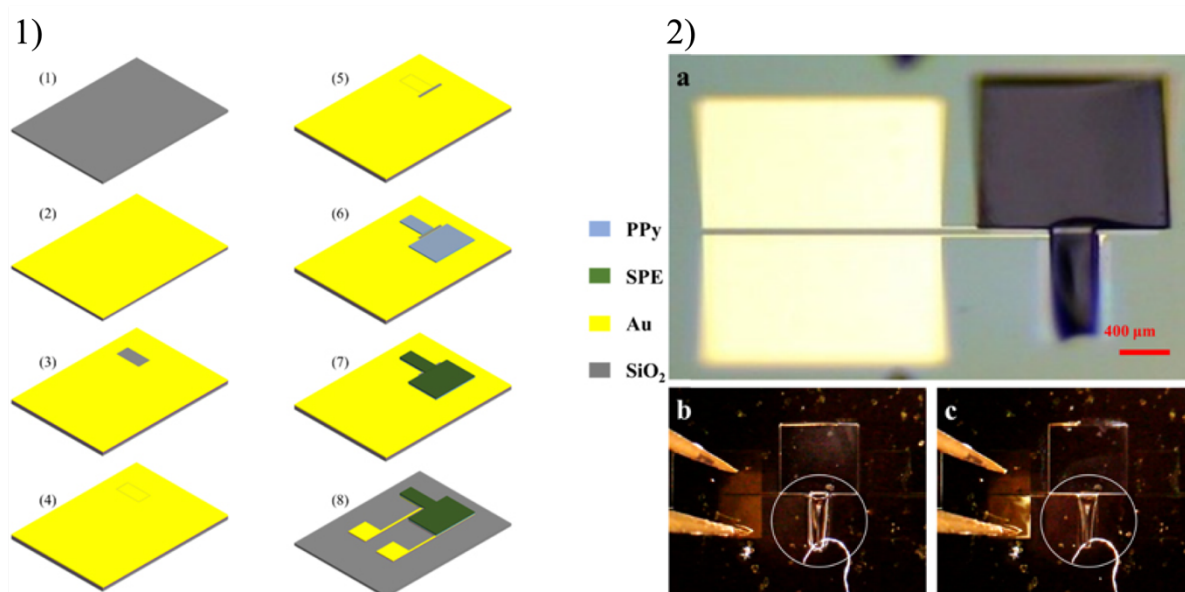 1)
(1)
(2)
(3)
(4)
(5)
(6)
(7)
(8)
PPy
SPE
Au
SiO₂
2)
a
400 μm
b
c